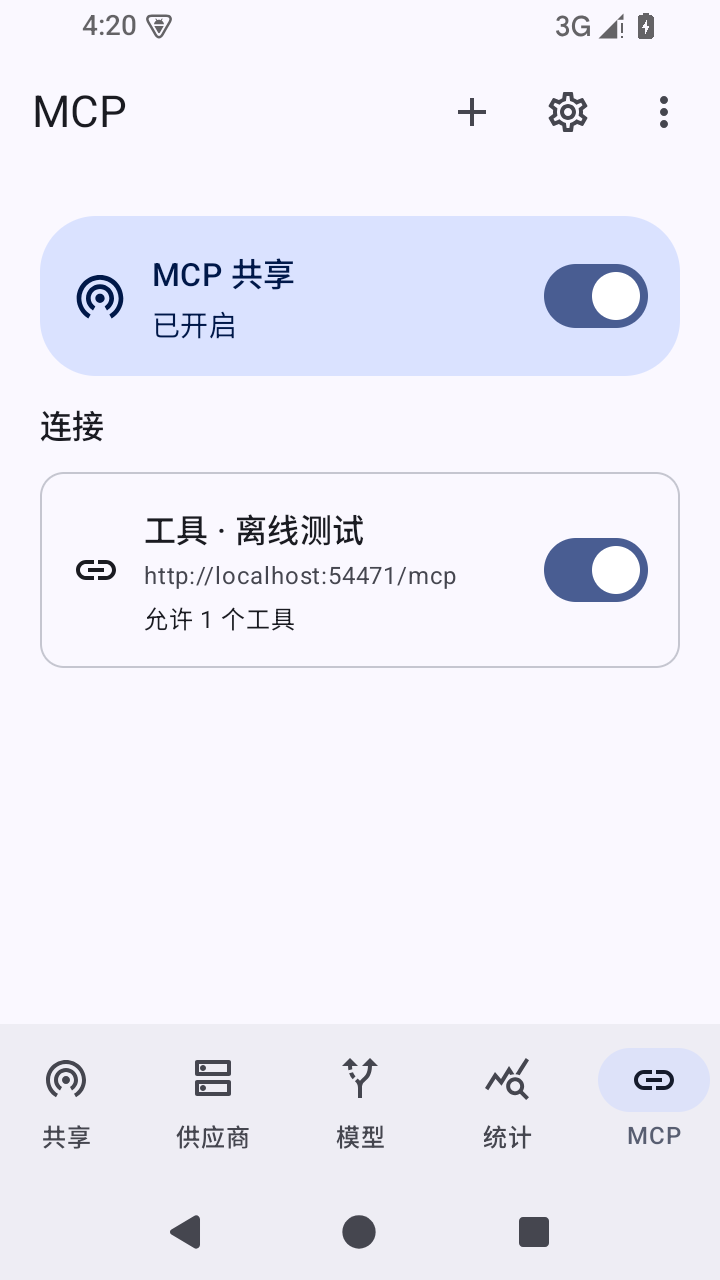 4:20
3G
MCP
MCP 共享
已开启
连接
工具 · 离线测试
http://localhost:54471/mcp
允许 1 个工具
共享
供应商
模型
统计
MCP